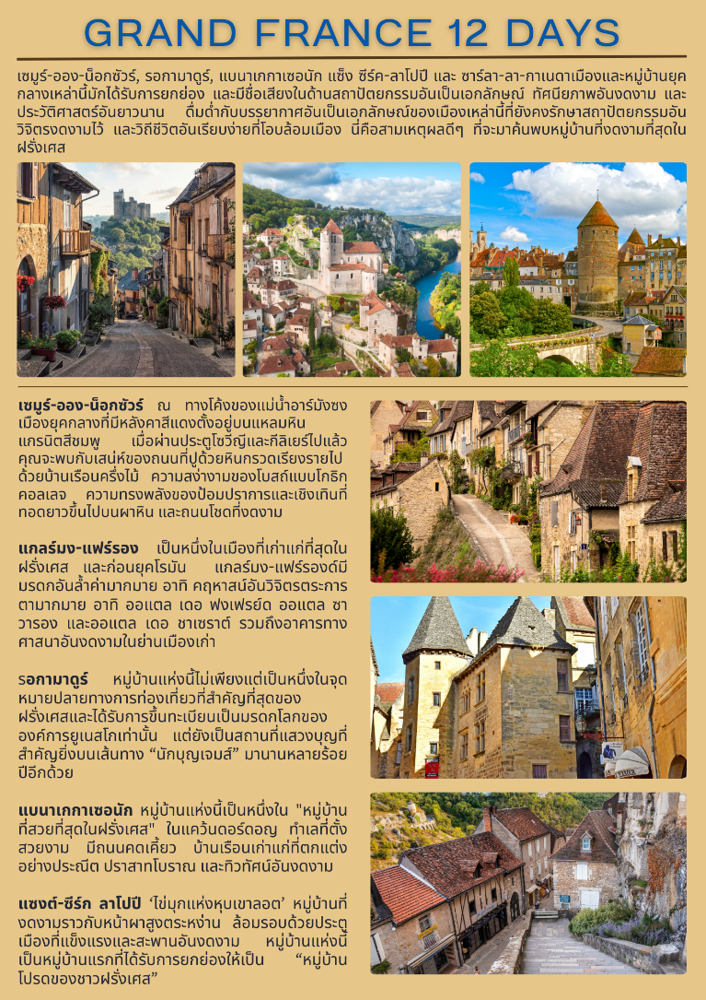 GRAND FRANCE 12 DAYS
เซมูร์-ออง-น็อกซัวร์, รอกามาดูร์, แบนาเกกาเซอนัก แซ็ง ซีร์ค-ลาโปปี และ ซาร์ลา-ลา-กาเนดาเมืองและหมู่บ้านยุค
กลางเหล่านี้มักได้รับการยกย่อง และมีชื่อเสียงในด้านสถาปัตยกรรมอันเป็นเอกลักษณ์ ทัศนียภาพอันงดงาม และ
ประวัติศาสตร์อันยาวนาน ดื่มด่ำกับบรรยากาศอันเป็นเอกลักษณ์ของเมืองเหล่านี้ที่ยังคงรักษาสถาปัตยกรรมอัน
วิจิตรงดงามไว้ และวิถีชีวิตอันเรียบง่ายที่โอบล้อมเมือง นี่คือสามเหตุผลดีๆ ที่จะมาค้นพบหมู่บ้านที่งดงามที่สุดใน
ฝรั่งเศส
เซมูร์-ออง-น็อกซัวร์ ณ ทางโค้งของแม่น้ำอาร์มังซง
เมืองยุคกลางที่มีหลังคาสีแดงตั้งอยู่บนแหลมหิน
แกรนิตสีชมพู เมื่อผ่านประตูโซวีญีและกีลิเยร์ไปแล้ว
คุณจะพบกับเสน่ห์ของถนนที่ปูด้วยหินกรวดเรียงรายไป
ด้วยบ้านเรือนครึ่งไม้ ความสง่างามของโบสถ์แบบโกธิก
คอลเลจ ความทรงพลังของป้อมปราการและเชิงเทินที่
ทอดยาวขึ้นไปบนผาหิน และถนนโชดที่งดงาม
แกลร์มง-แฟร์รอง เป็นหนึ่งในเมืองที่เก่าแก่ที่สุดใน
ฝรั่งเศส และก่อนยุคโรมัน แกลร์มง-แฟร์รองด์มี
มรดกอันล้ำค่ามากมาย อาทิ คฤหาสน์อันวิจิตรตระการ
ตามากมาย อาทิ ออแตล เดอ ฟงเฟรย์ด ออแตล ซา
วารอง และออแตล เดอ ชาเซราต์ รวมถึงอาคารทาง
ศาสนาอันงดงามในย่านเมืองเก่า
รอกามาดูร์ หมู่บ้านแห่งนี้ไม่เพียงแต่เป็นหนึ่งในจุด
หมายปลายทางการท่องเที่ยวที่สำคัญที่สุดของ
ฝรั่งเศสและได้รับการขึ้นทะเบียนเป็นมรดกโลกของ
องค์การยูเนสโกเท่านั้น แต่ยังเป็นสถานที่แสวงบุญที่
สำคัญยิ่งบนเส้นทาง “นักบุญเจมส์” มานานหลายร้อย
ปีอีกด้วย
แบนาเกกาเซอนัก หมู่บ้านแห่งนี้เป็นหนึ่งใน "หมู่บ้าน
ที่สวยที่สุดในฝรั่งเศส" ในแคว้นดอร์ดอญ ทำเลที่ตั้ง
สวยงาม มีถนนคดเคี้ยว บ้านเรือนเก่าแก่ที่ตกแต่ง
อย่างประณีต ปราสาทโบราณ และทิวทัศน์อันงดงาม
แซงต์-ซีร์ก ลาโปปี ‘ไข่มุกแห่งหุบเขาลอต’ หมู่บ้านที่
งดงามราวกับหน้าผาสูงตระหง่าน ล้อมรอบด้วยประตู
เมืองที่แข็งแรงและสะพานอันงดงาม หมู่บ้านแห่งนี้
เป็นหมู่บ้านแรกที่ได้รับการยกย่องให้เป็น “หมู่บ้าน
โปรดของชาวฝรั่งเศส”